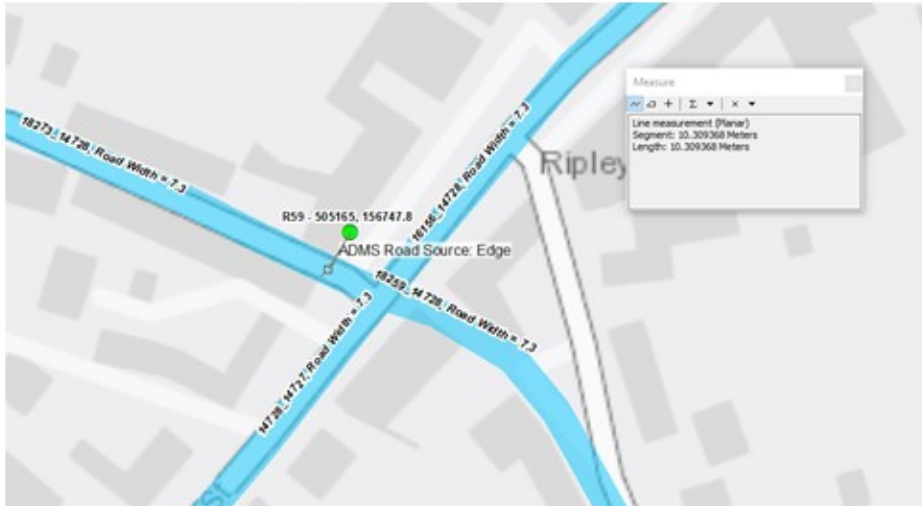 Measure
Line measurement (Planar)
Segment: 10.309368 Meters
Length: 10.309368 Meters
18273_14728, Road Width = 7.3
16156_14728, Road Width = 7.3
Ripley
R59 - 505165, 156747.8
ADMS Road Source: Edge
18259_14728, Road Width = 7.3
14728_14727, Road Width = 7.3